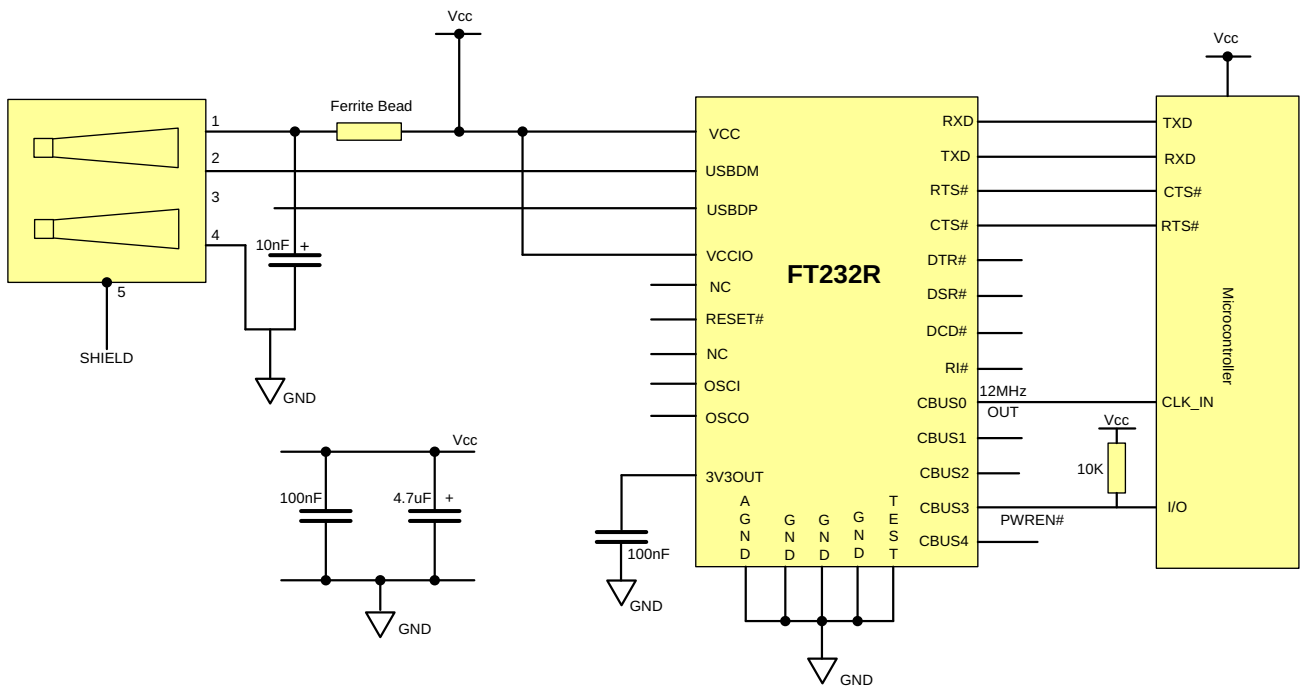 Vcc
Vcc
Ferrite Bead
1
2
3
4
5
10nF +
SHIELD
GND
VCC
USBDM
USBDP
VCCIO
NC
RESET#
NC
OSCI
OSCO
3V3OUT
FT232R
RXD
TXD
RTS#
CTS#
DTR#
DSR#
DCD#
RI#
CBUS0
CBUS1
CBUS2
CBUS3
CBUS4
AGND
GND
GND
GND
TEST
GND
12MHz
OUT
Vcc
10K
PWREN#
TXD
RXD
CTS#
RTS#
Microcontroller
CLK_IN
I/O
Vcc
100nF
4.7uF +
GND
100nF
GND